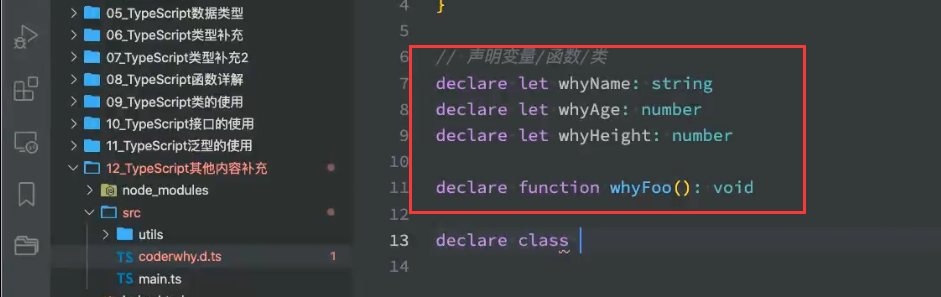 05_TypeScript数据类型
06_TypeScript类型补充
07_TypeScript类型补充2
08_TypeScript函数详解
09_TypeScript类的使用
10_TypeScript接口的使用
11_TypeScript泛型的使用
12_TypeScript其他内容补充
node_modules
src
utils
TS coderwhy.d.ts 1
TS main.ts
4 }
5
6 // 声明变量/函数/类
7 declare let whyName: string
8 declare let whyAge: number
9 declare let whyHeight: number
10
11 declare function whyFoo(): void
12
13 declare class
14